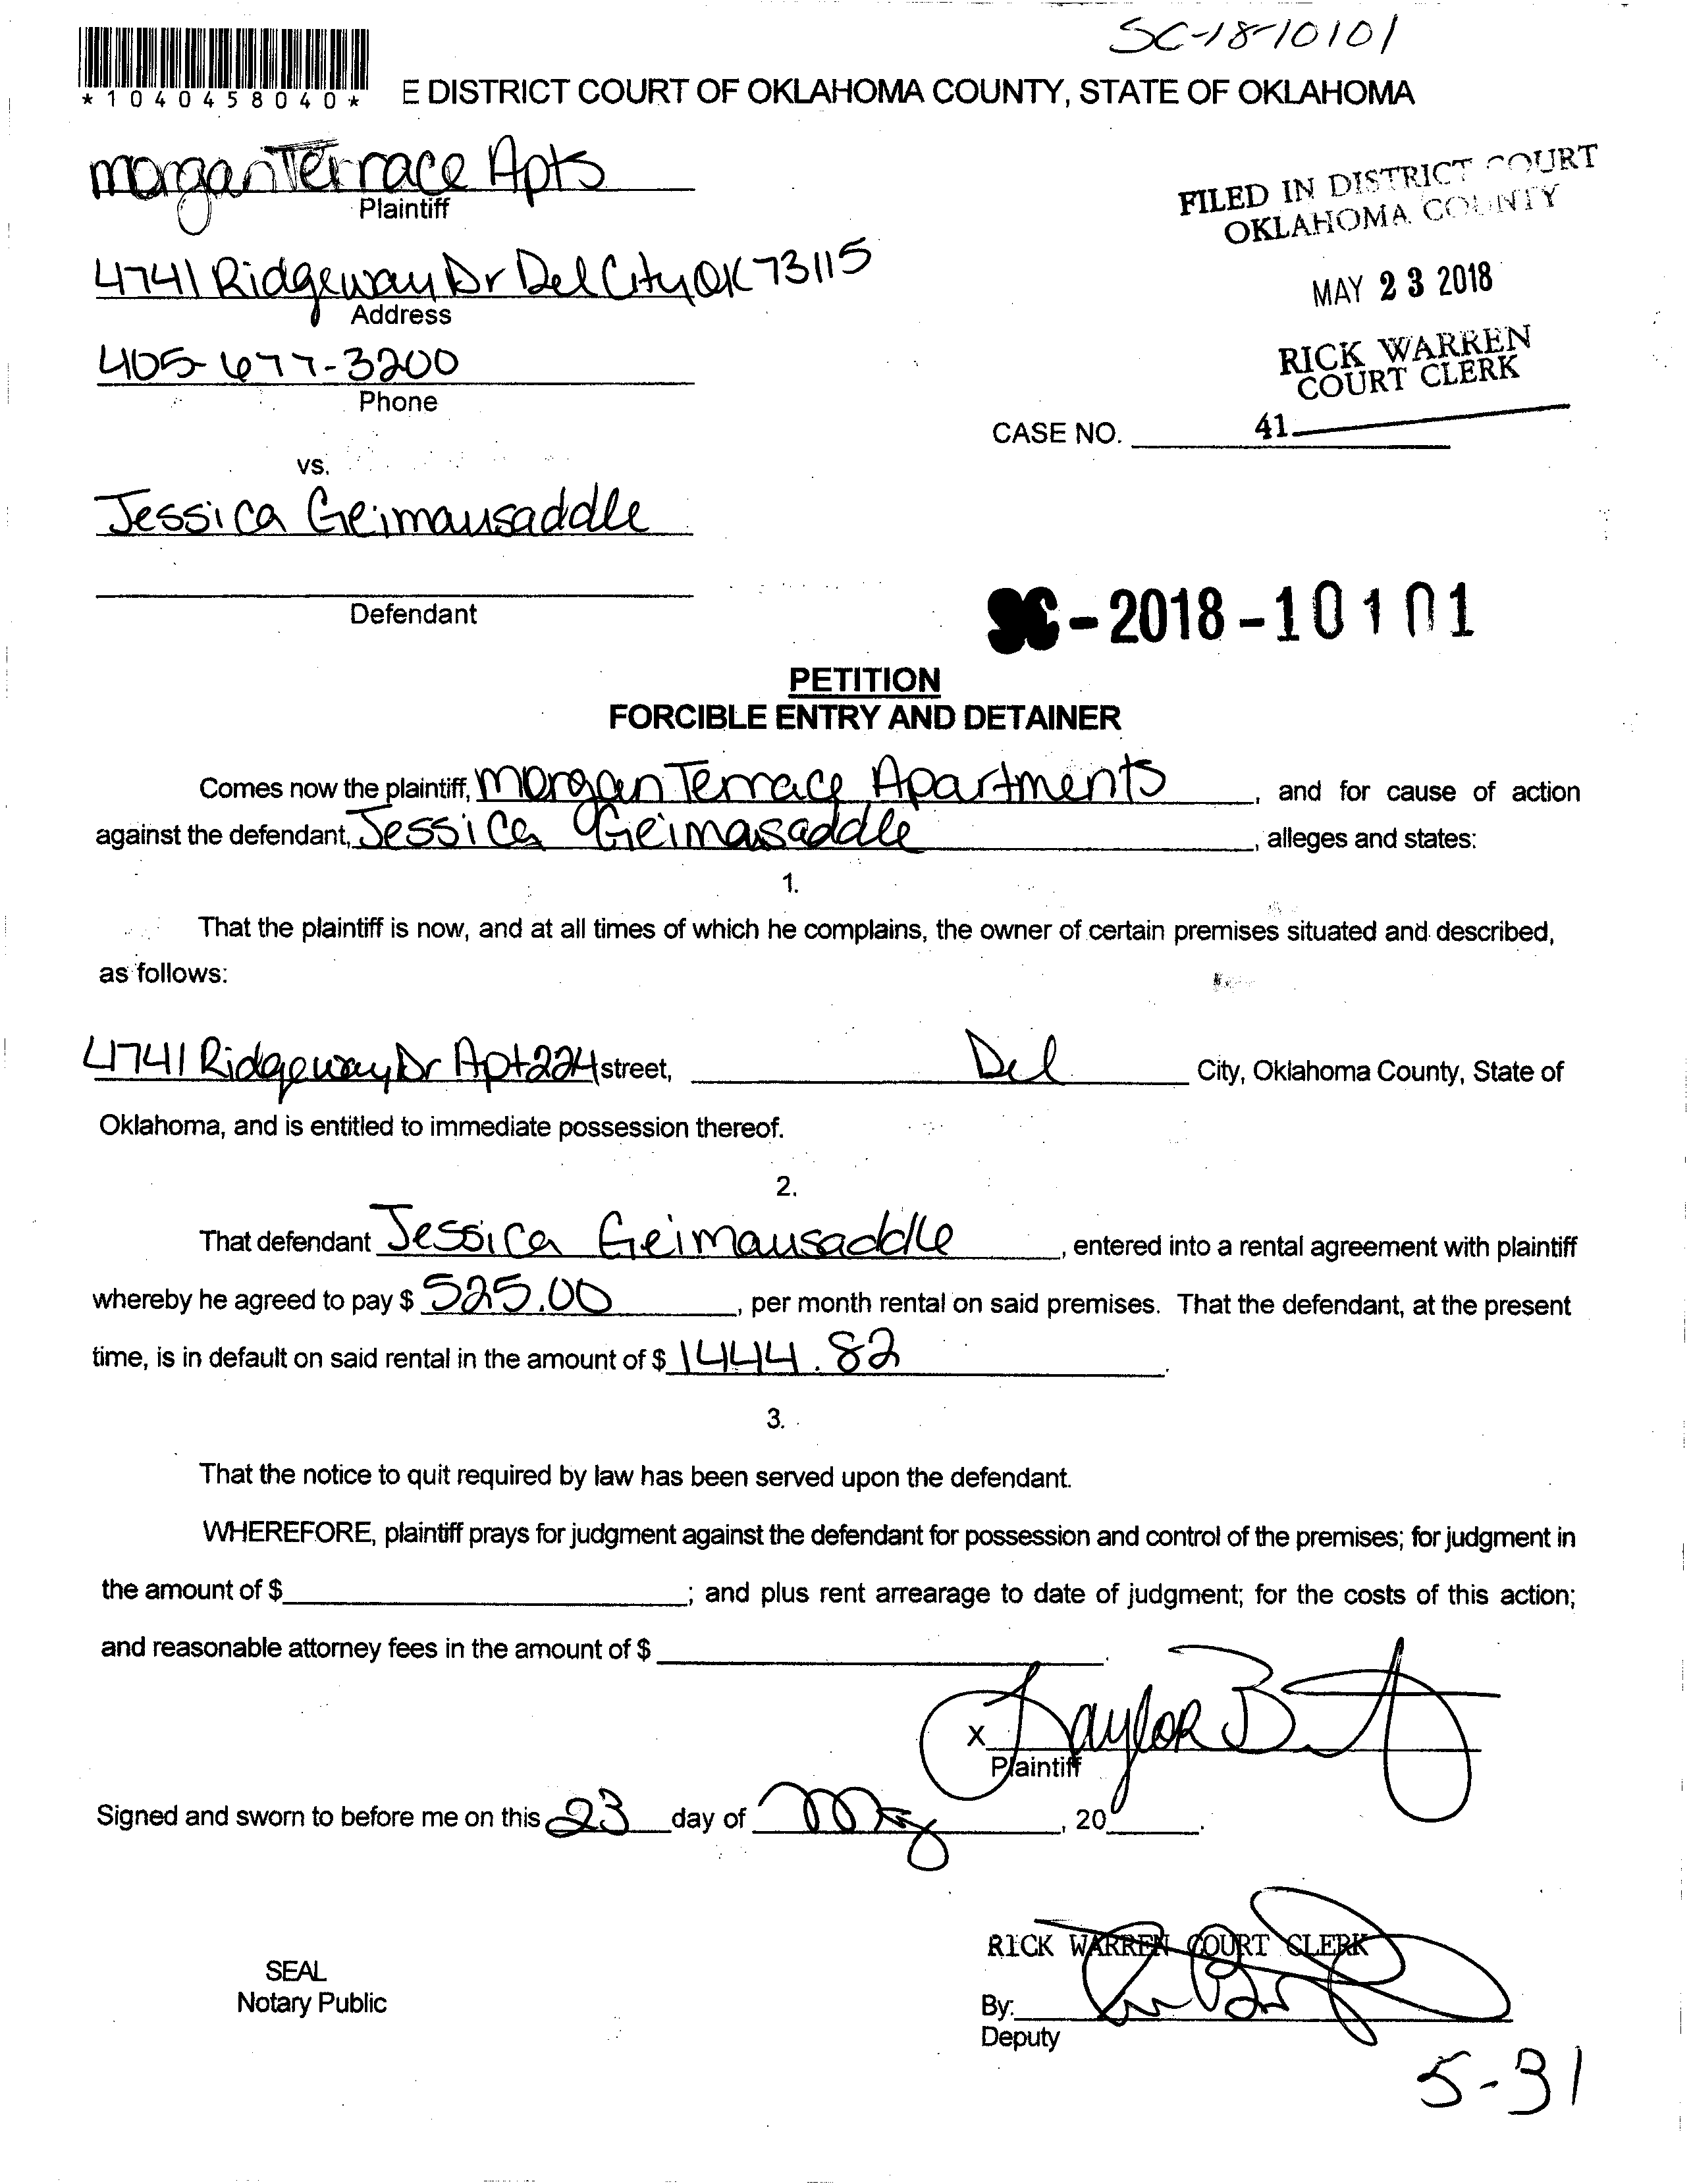 SC-18-10101
*1040458040*
E DISTRICT COURT OF OKLAHOMA COUNTY, STATE OF OKLAHOMA
Morgan Terrace Apts
Plaintiff
FILED IN DISTRICT COURT
OKLAHOMA COUNTY
4741 Ridgeway Dr Del City OK 73115
Address
MAY 23 2018
405-677-3200
Phone
RICK WARREN
COURT CLERK
CASE NO. 41
vs.
Jessica Geimausaddle
Defendant
SC-2018-10101
PETITION
FORCIBLE ENTRY AND DETAINER
Comes now the plaintiff, Morgan Terrace Apartments, and for cause of action
against the defendant, Jessica Geimasaddle, alleges and states:
1.
That the plaintiff is now, and at all times of which he complains, the owner of certain premises situated and described,
as follows:
4741 Ridgeway Dr Apt 224 street, Del City, Oklahoma County, State of
Oklahoma, and is entitled to immediate possession thereof.
2.
That defendant Jessica Geimausaddle, entered into a rental agreement with plaintiff
whereby he agreed to pay $ 525.00, per month rental on said premises. That the defendant, at the present
time, is in default on said rental in the amount of $ 1444.82.
3.
That the notice to quit required by law has been served upon the defendant.
WHEREFORE, plaintiff prays for judgment against the defendant for possession and control of the premises; for judgment in
the amount of $ ; and plus rent arrearage to date of judgment; for the costs of this action;
and reasonable attorney fees in the amount of $ .
X Taylor
Plaintiff
Signed and sworn to before me on this 23 day of May, 20 .
RICK WARREN COURT CLERK
SEAL
Notary Public
By:
Deputy
5-31